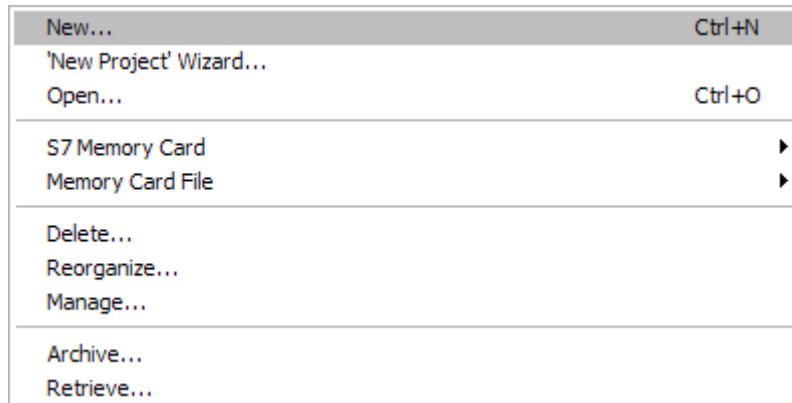 New... Ctrl+N
'New Project' Wizard...
Open... Ctrl+O
S7 Memory Card
Memory Card File
Delete...
Reorganize...
Manage...
Archive...
Retrieve...